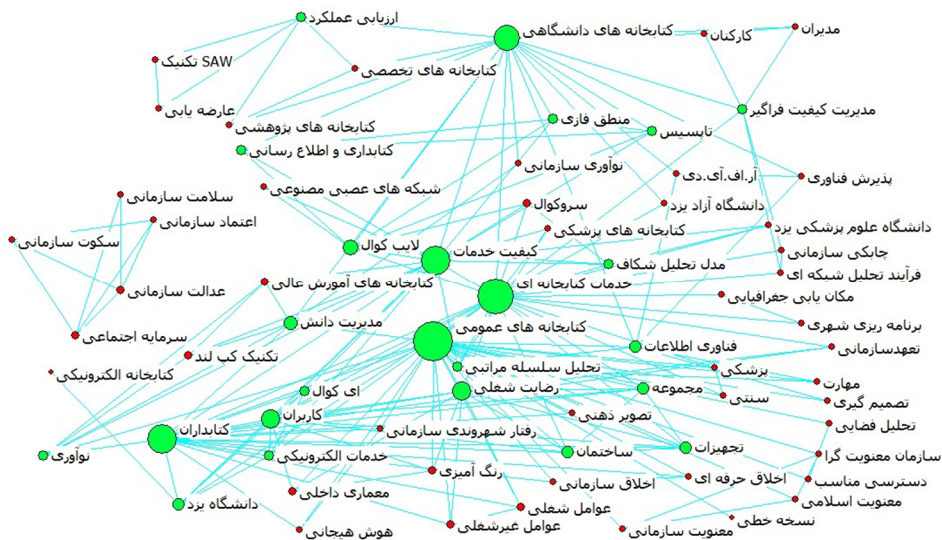 ارزیابی عملکرد
کتابخانه های دانشگاهی
کارکنان
مدیران
SAW تکنیک
کتابخانه های تخصصی
عارضه یابی
مدیریت کیفیت فراگیر
کتابخانه های پژوهشی
منطق فازی
تاپسیس
کتابداری و اطلاع رسانی
نوآوری سازمانی
آر.اف.آی.دی
پذیرش فناوری
شبکه های عصبی مصنوعی
سلامت سازمانی
سروکوال
دانشگاه آزاد یزد
اعتماد سازمانی
دانشگاه علوم پزشکی یزد
کتابخانه های پزشکی
سکوت سازمانی
لایب کوال
کیفیت خدمات
چابکی سازمانی
مدل تحلیل شکاف
فرآیند تحلیل شبکه ای
کتابخانه های آموزش عالی
خدمات کتابخانه ای
عدالت سازمانی
مکان یابی جغرافیایی
مدیریت دانش
کتابخانه های عمومی
برنامه ریزی شهری
سرمایه اجتماعی
فناوری اطلاعات
تعهدسازمانی
تکنیک کپ لند
تحلیل سلسله مراتبی
پزشکی
کتابخانه الکترونیکی
مهارت
ای کوال
رضایت شغلی
مجموعه
سنتی
تصمیم گیری
کاربران
تصویر ذهنی
تحلیل فضایی
کتابداران
رفتار شهروندی سازمانی
تجهیزات
ساختمان
نوآوری
خدمات الکترونیکی
سازمان معنویت گرا
رنگ آمیزی
اخلاق حرفه ای
دسترسی مناسب
اخلاق سازمانی
معماری داخلی
معنویت اسلامی
دانشگاه یزد
عوامل شغلی
نسخه خطی
عوامل غیرشغلی
معنویت سازمانی
هوش هیجانی